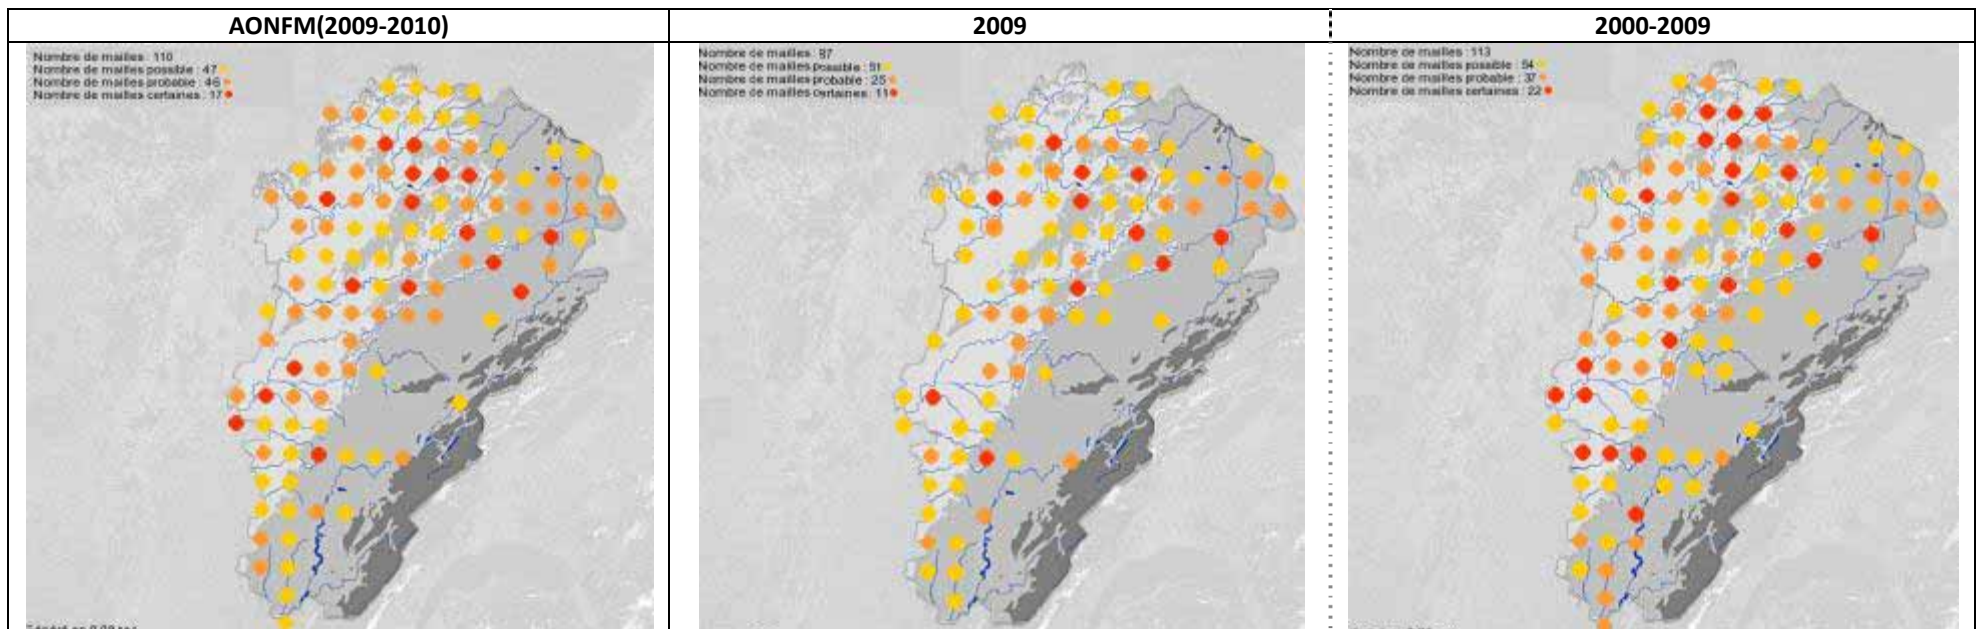 AONFM(2009-2010)
2009
2000-2009
Nombre de mailles : 110
Nombre de mailles possible : 47
Nombre de mailles probable : 46
Nombre de mailles certaines : 17
Nombre de mailles : 87
Nombre de mailles possible : 51
Nombre de mailles probable : 25
Nombre de mailles certaines : 11
Nombre de mailles : 113
Nombre de mailles possible : 54
Nombre de mailles probable : 37
Nombre de mailles certaines : 22